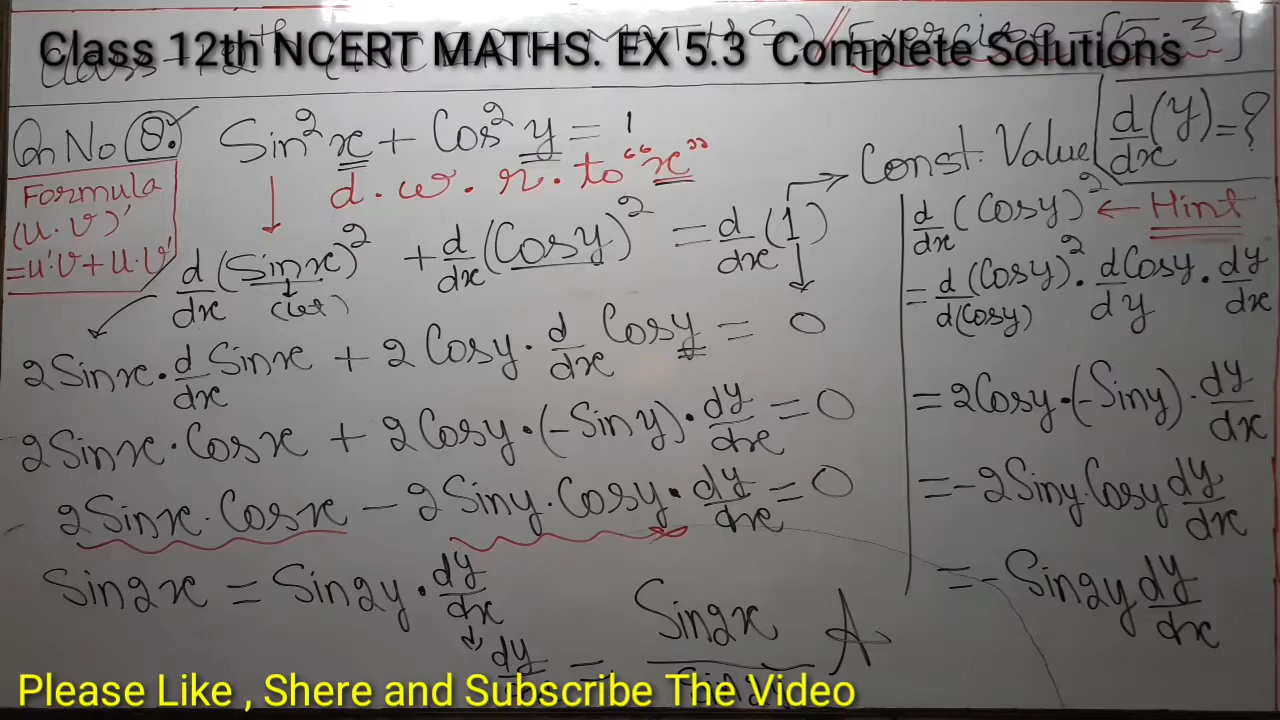 Class 12th NCERT MATHS. EX 5.3 Complete Solutions
Qn No 8. Sin²x + Cos²y = 1
d.w.r.to "x"
Const. Value
d/dx (y) = ?
Formula
(u.v)'
= u'.v + u.v'
d/dx (Sinx)² + d/dx (Cosy)² = d/dx (1)
(let)
2Sinx . d/dx Sinx + 2Cosy . d/dx Cosy = 0
2Sinx . Cosx + 2Cosy . (-Siny) . dy/dx = 0
2Sinx . Cosx - 2Siny . Cosy . dy/dx = 0
Sin2x = Sin2y . dy/dx
dy/dx = Sin2x / Sin2y A
d/dx (Cosy)² ← Hint
= d(Cosy)²/d(Cosy) . dCosy/dy . dy/dx
= 2Cosy . (-Siny) . dy/dx
= -2Siny.Cosy dy/dx
= -Sin2y dy/dx
Please Like , Shere and Subscribe The Video